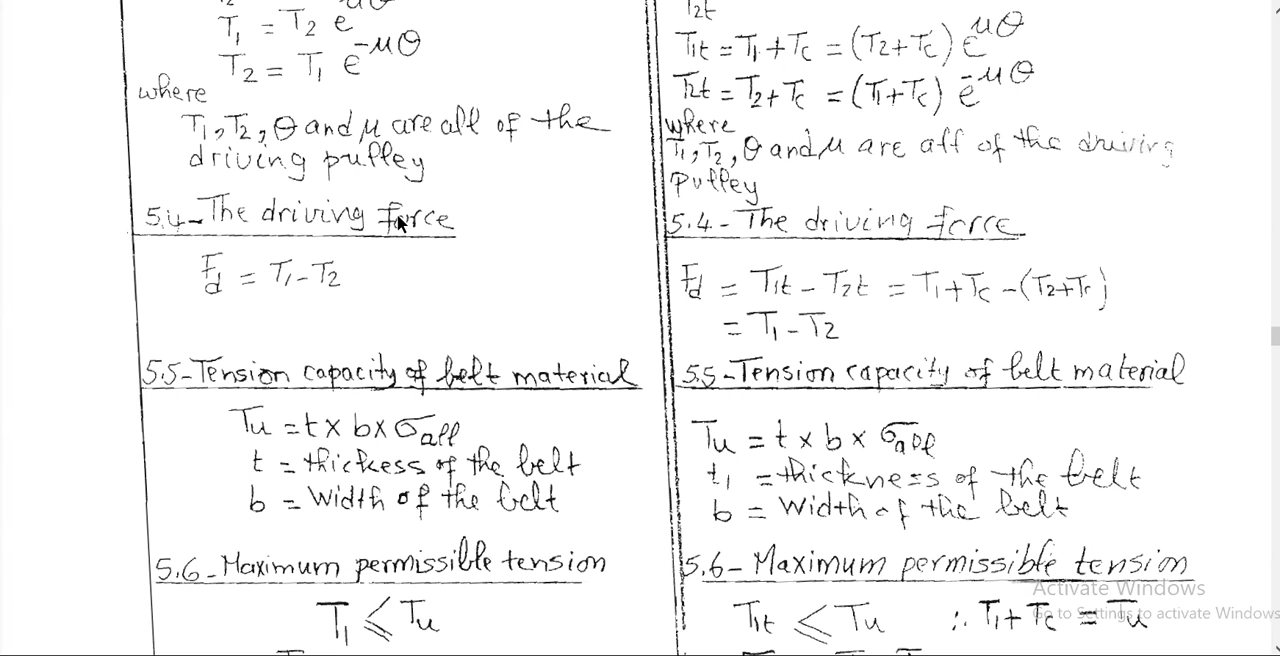 T1 = T2 e^μθ
T2 = T1 e^-μθ
where
T1, T2, θ and μ are all of the
driving pulley
5.4 - The driving force
Fd = T1 - T2
5.5 - Tension capacity of belt material
Tu = t x b x σall
t = thickess of the belt
b = width of the belt
5.6 - Maximum permissible tension
T1 ≤ Tu
T2t
T1t = T1 + Tc = (T2 + Tc) e^μθ
T2t = T2 + Tc = (T1 + Tc) e^-μθ
where
T1, T2, θ and μ are all of the driving
pulley
5.4 - The driving force
Fd = T1t - T2t = T1 + Tc - (T2 + Tc)
= T1 - T2
5.5 - Tension capacity of belt material
Tu = t x b x σall
t1 = thickness of the belt
b = width of the belt
5.6 - Maximum permissible tension
T1t ≤ Tu ∴ T1 + Tc = Tu
Activate Windows
Go to Settings to activate Windows